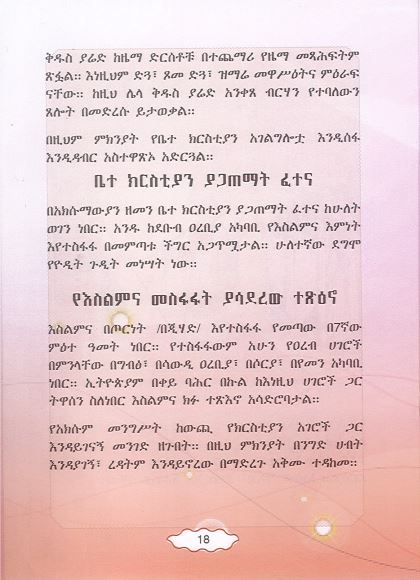 ቅዱስ ያሬድ ከዜማ ድርሰቶቹ በተጨማሪ የዜማ መጻሕፍትም
ጽፏል። እነዚህም ድጓ፣ ጾመ ድጓ፣ ዝማሬ መዋሥዕትና ምዕራፍ
ናቸው። ከዚህ ሌላ ቅዱስ ያሬድ አንቀጸ ብርሃን የተባለውን
ጸሎት በመድረሱ ይታወቃል።
በዚህም ምክንያት የቤተ ክርስቲያን አገልግሎቷ እንዲሰፋ
እንዲዳብር አስተዋጽኦ አድርጓል።
ቤተ ክርስቲያን ያጋጠማት ፈተና
በአክሱማውያን ዘመን ቤተ ክርስቲያን ያጋጠማት ፈተና ከሁለት
ወገን ነበር። አንዱ ከደቡብ ዐረቢያ አካባቢ የእስልምና እምነት
እየተስፋፋ በመምጣቱ ችግር አጋጥሟታል። ሁለተኛው ደግሞ
የዮዲት ጉዲት መነሣት ነው።
የእስልምና መስፋፋት ያሳደረው ተጽዕኖ
እስልምና በጦርነት /በጂሃድ/ እየተስፋፋ የመጣው በ7ኛው
ምዕተ ዓመት ነበር። የተስፋፋውም አሁን የዐረብ ሀገሮች
በምንላቸው በግብፅ፣ በሳውዲ ዐረቢያ፣ በሶርያ፣ በየመን አካባቢ
ነበር። ኢትዮጵያም በቀይ ባሕር በኩል ከእነዚህ ሀገሮች ጋር
ትዋሰን ስለነበር እስልምና ክፉ ተጽእኖ አሳድሮባታል።
የአክሱም መንግሥት ከውጪ የክርስቲያን አገሮች ጋር
እንዳይገናኝ መንገድ ዘጉበት። በዚህ ምክንያት በንግድ ሀብት
እንዳያገኝ፣ ረዳትም እንዳይኖረው በማድረጉ አቅሙ ተዳከመ።
18